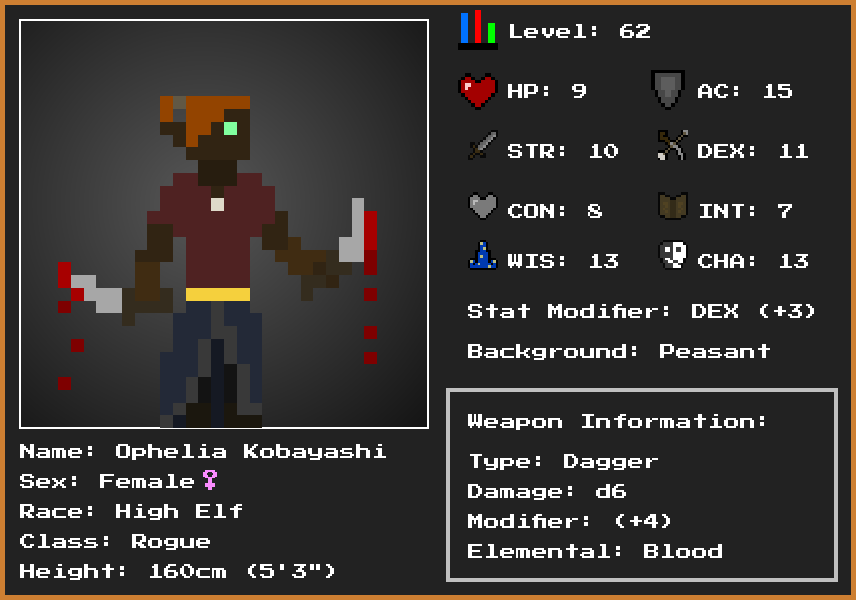 Level: 62
HP: 9
AC: 15
STR: 10
DEX: 11
CON: 8
INT: 7
WIS: 13
CHA: 13
Stat Modifier: DEX (+3)
Background: Peasant
Weapon Information:
Type: Dagger
Damage: d6
Modifier: (+4)
Elemental: Blood
Name: Ophelia Kobayashi
Sex: Female♀
Race: High Elf
Class: Rogue
Height: 160cm (5'3")